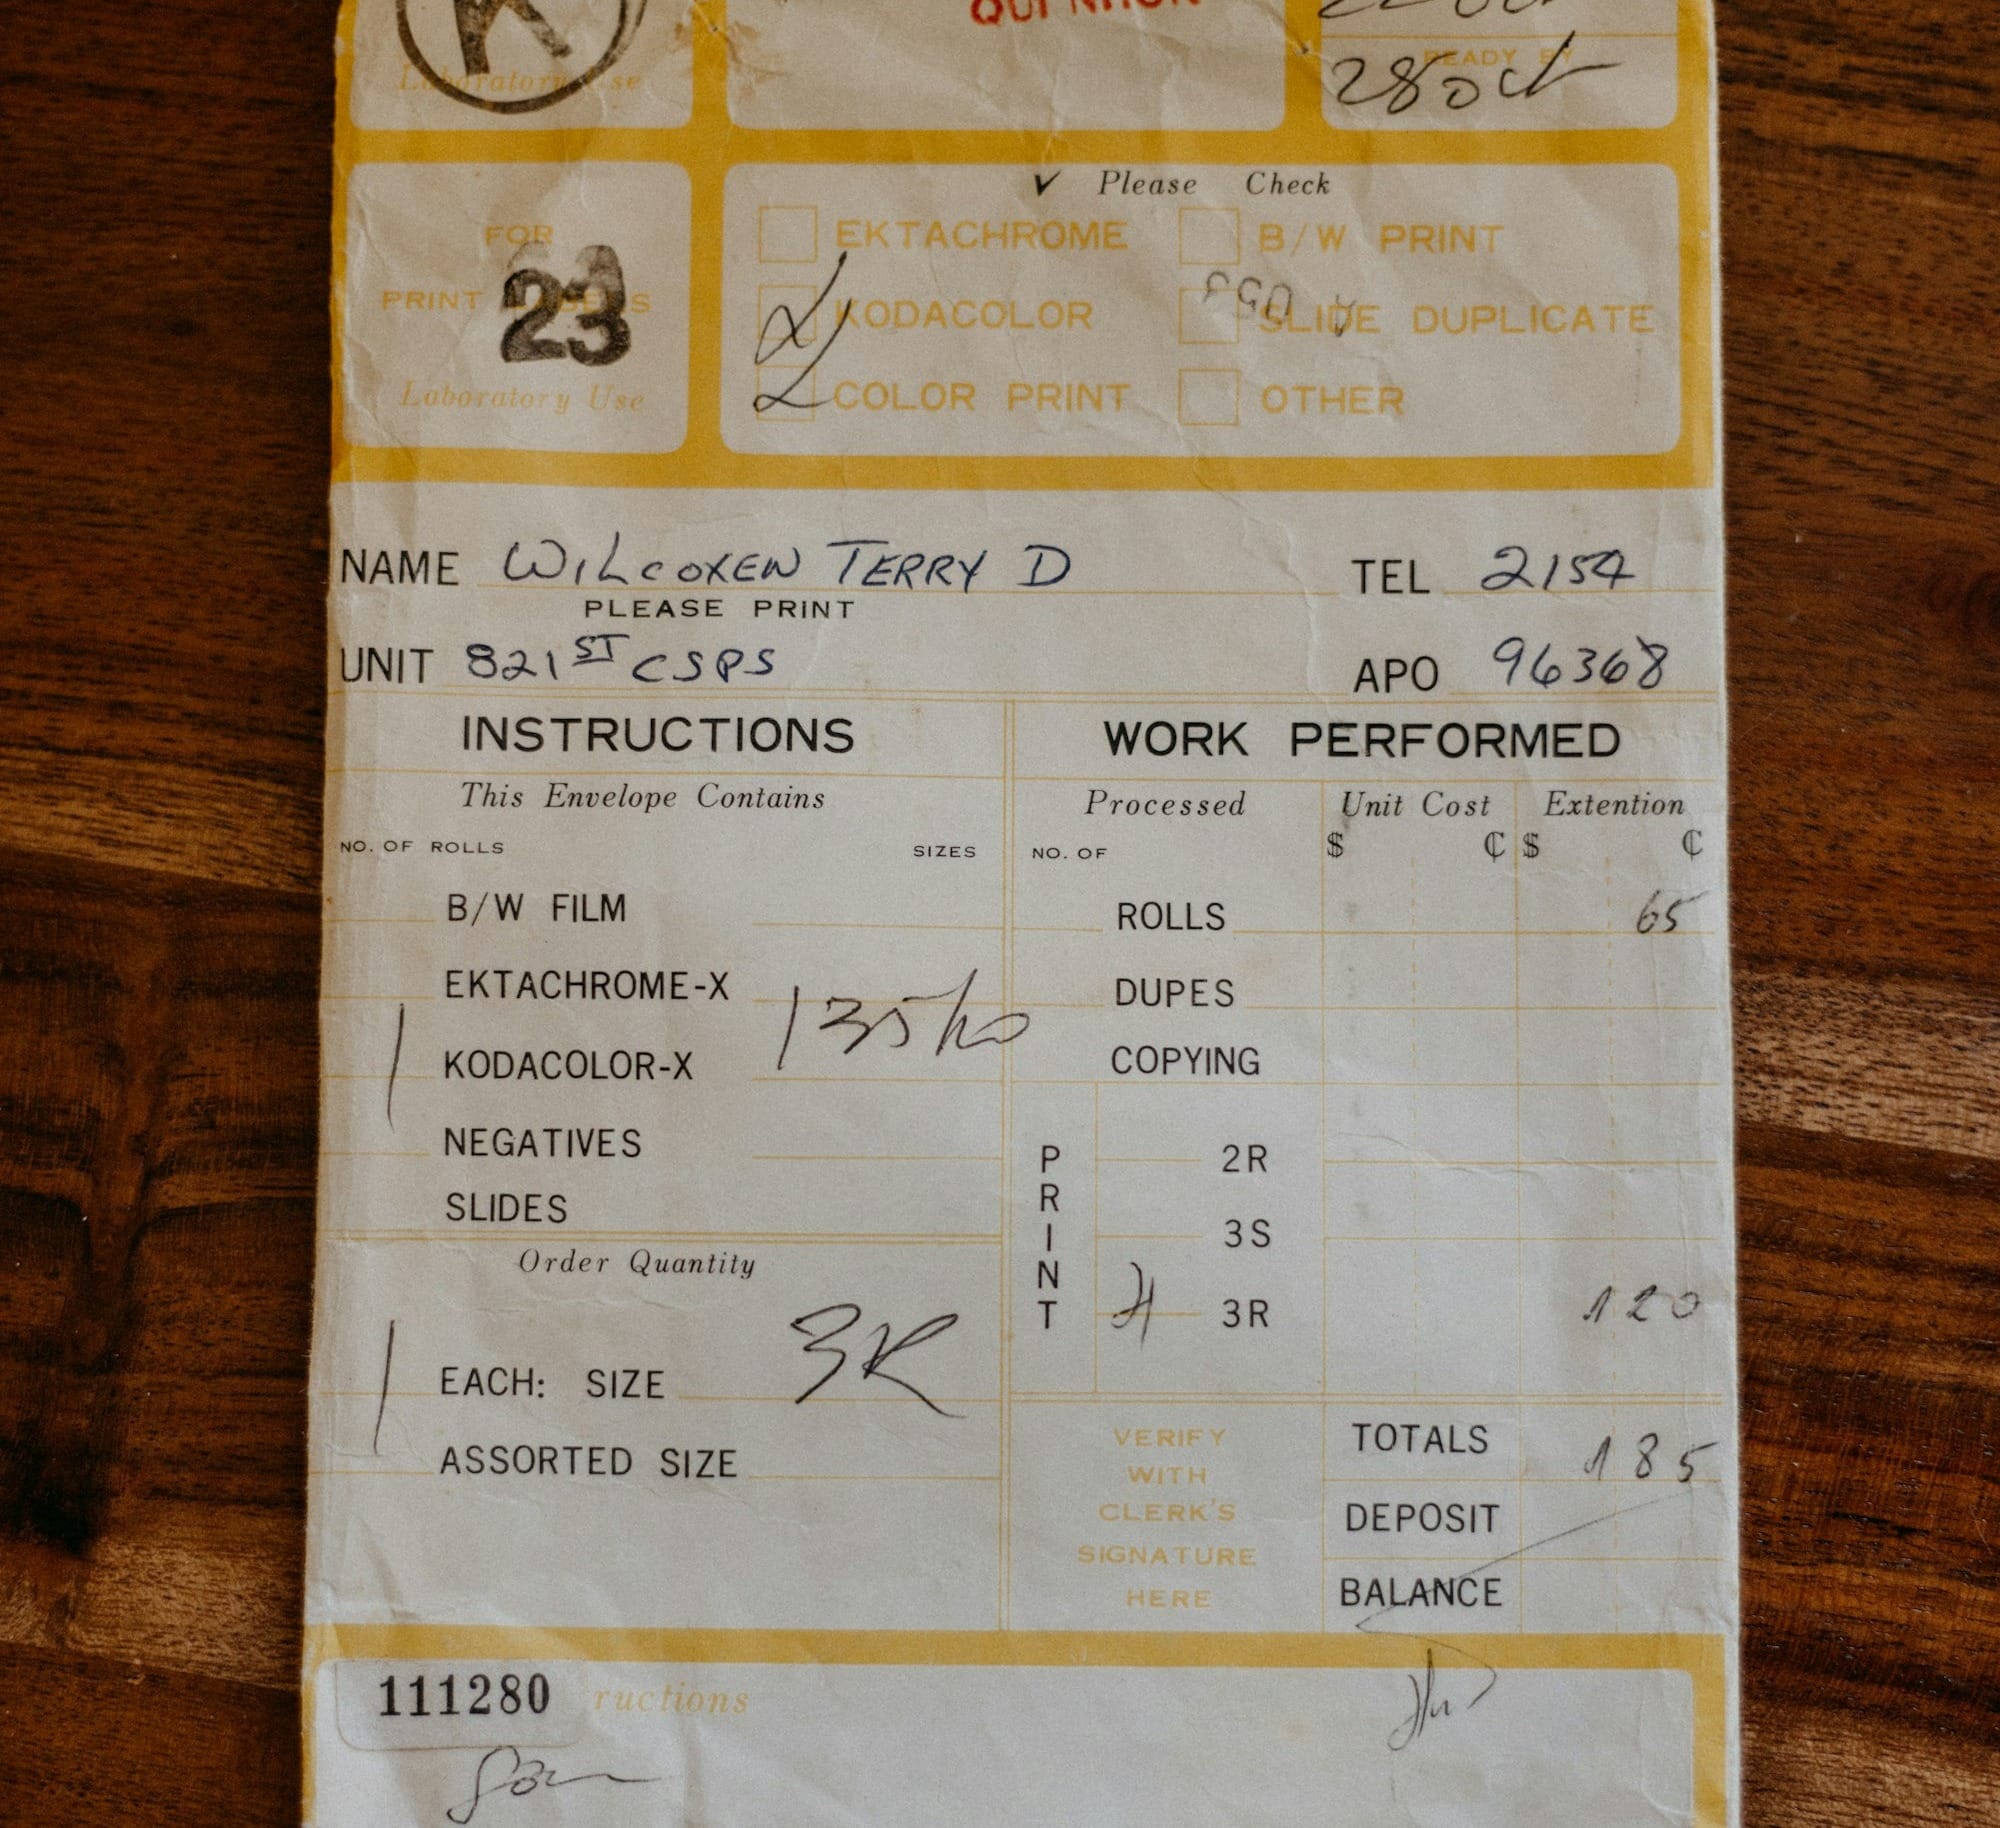 K
Laboratory Use
28 Oct
READY BY
✓ Please Check
FOR
PRINT
23
Laboratory Use
EKTACHROME B/W PRINT
KODACOLOR SLIDE DUPLICATE
COLOR PRINT OTHER
NAME WILCOXEN TERRY D TEL 2154
PLEASE PRINT
UNIT 821ST CSPS APO 96368
INSTRUCTIONS WORK PERFORMED
This Envelope Contains Processed Unit Cost Extention
NO. OF ROLLS SIZES NO. OF $ ₵ $ ₵
B/W FILM ROLLS 65
EKTACHROME-X DUPES
1 KODACOLOR-X 135 COPYING
NEGATIVES PRINT 2R
SLIDES 3S
Order Quantity
3R 120
1 EACH: SIZE 3R
ASSORTED SIZE
VERIFY TOTALS 185
WITH
CLERK'S DEPOSIT
SIGNATURE
HERE BALANCE
111280 ructions